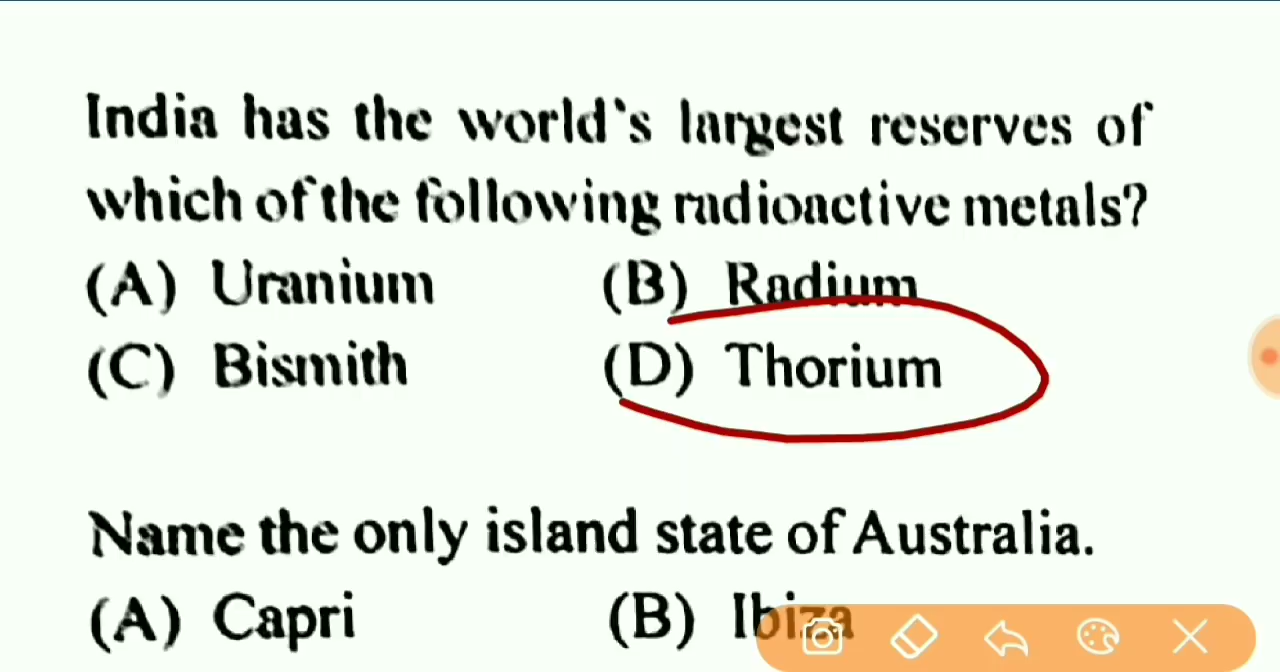 India has the world's largest reserves of
which of the following radioactive metals?
(A) Uranium (B) Radium
(C) Bismith (D) Thorium
Name the only island state of Australia.
(A) Capri (B) Ibiza